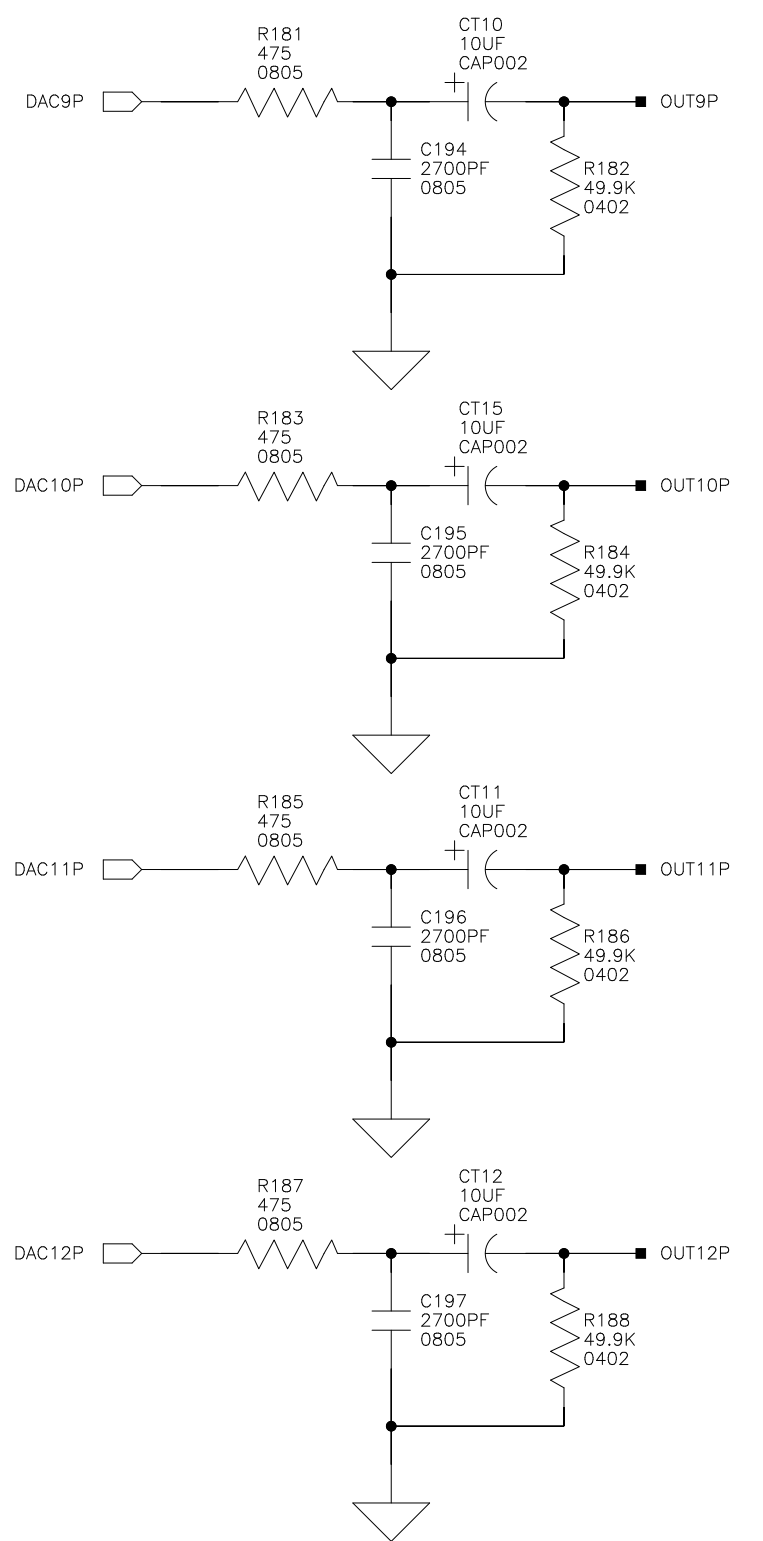 R181
475
0805
CT10
10UF
CAP002
+
DAC9P
OUT9P
C194
2700PF
0805
R182
49.9K
0402
R183
475
0805
CT15
10UF
CAP002
+
DAC10P
OUT10P
C195
2700PF
0805
R184
49.9K
0402
R185
475
0805
CT11
10UF
CAP002
+
DAC11P
OUT11P
C196
2700PF
0805
R186
49.9K
0402
R187
475
0805
CT12
10UF
CAP002
+
DAC12P
OUT12P
C197
2700PF
0805
R188
49.9K
0402